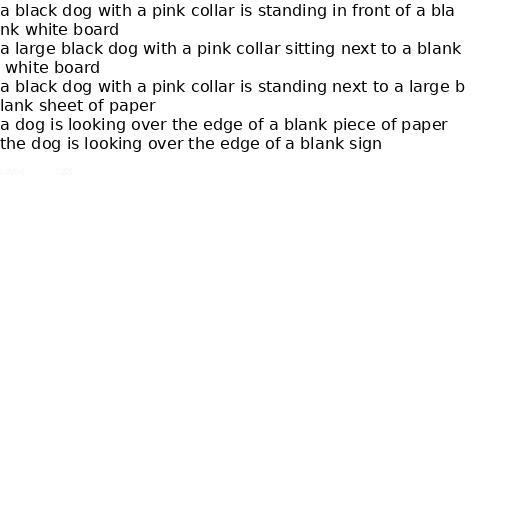 a black dog with a pink collar is standing in front of a bla
nk white board
a large black dog with a pink collar sitting next to a blank
 white board
a black dog with a pink collar is standing next to a large b
lank sheet of paper
a dog is looking over the edge of a blank piece of paper
the dog is looking over the edge of a blank sign